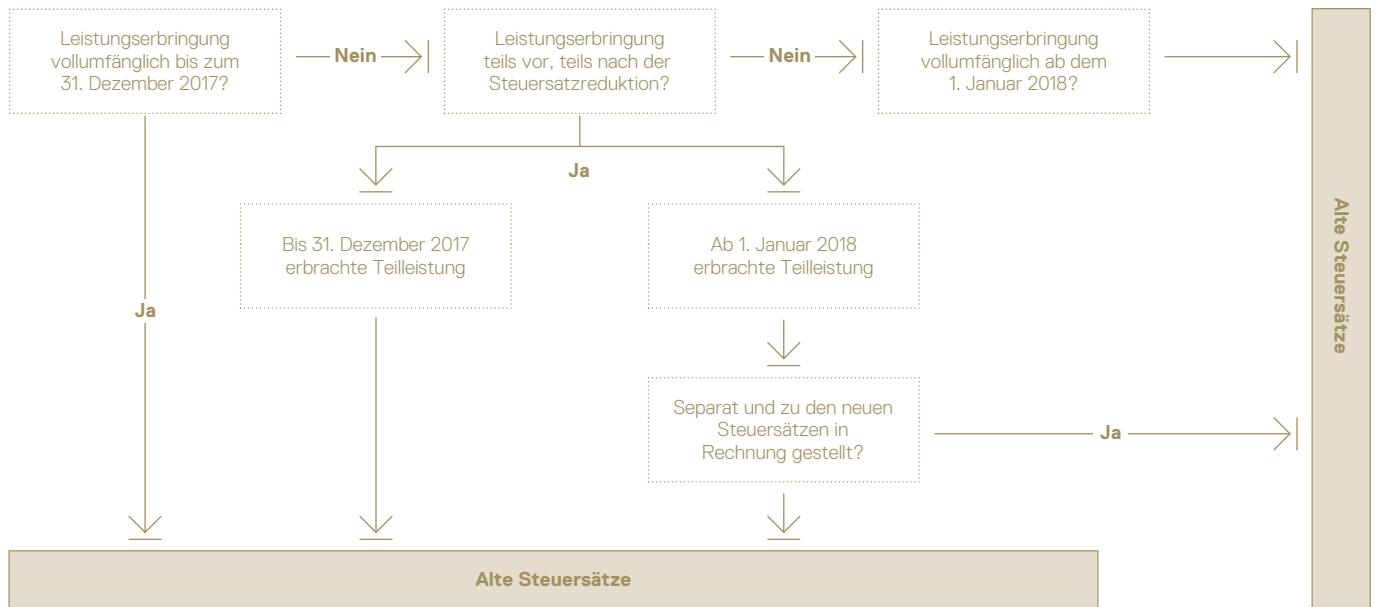 Leistungserbringung
vollumfänglich bis zum
31. Dezember 2017?
Nein
Leistungserbringung
teils vor, teils nach der
Steuersatzreduktion?
Nein
Leistungserbringung
vollumfänglich ab dem
1. Januar 2018?
Ja
Bis 31. Dezember 2017
erbrachte Teilleistung
Ab 1. Januar 2018
erbrachte Teilleistung
Ja
Separat und zu den neuen
Steuersätzen in
Rechnung gestellt?
Ja
Alte Steuersätze
Alte Steuersätze